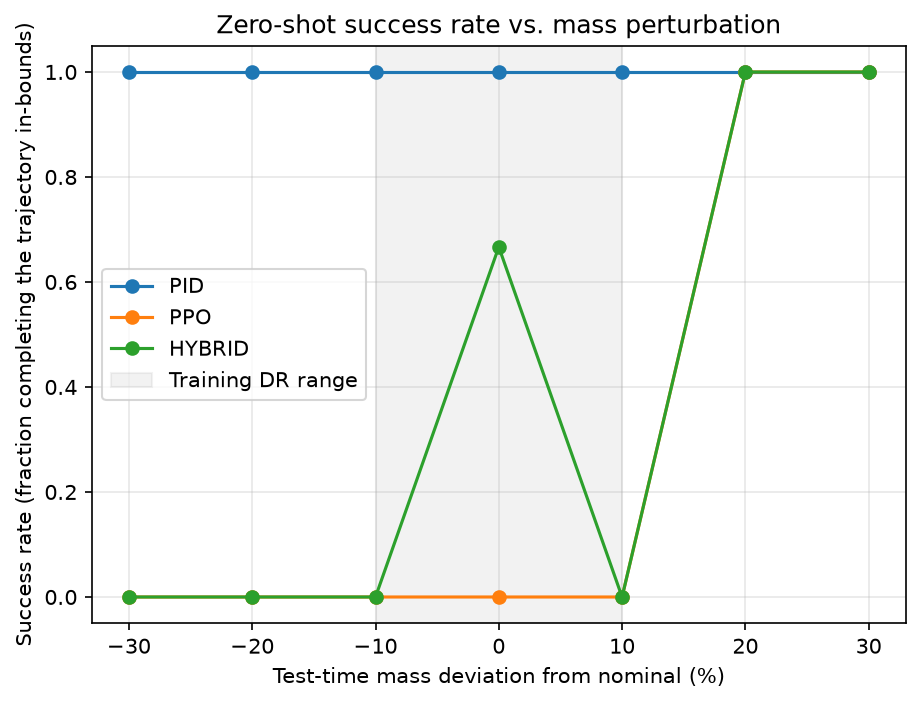 Zero-shot success rate vs. mass perturbation
Success rate (fraction completing the trajectory in-bounds)
1.0
0.8
0.6
0.4
0.2
0.0
PID
PPO
HYBRID
Training DR range
−30
−20
−10
0
10
20
30
Test-time mass deviation from nominal (%)